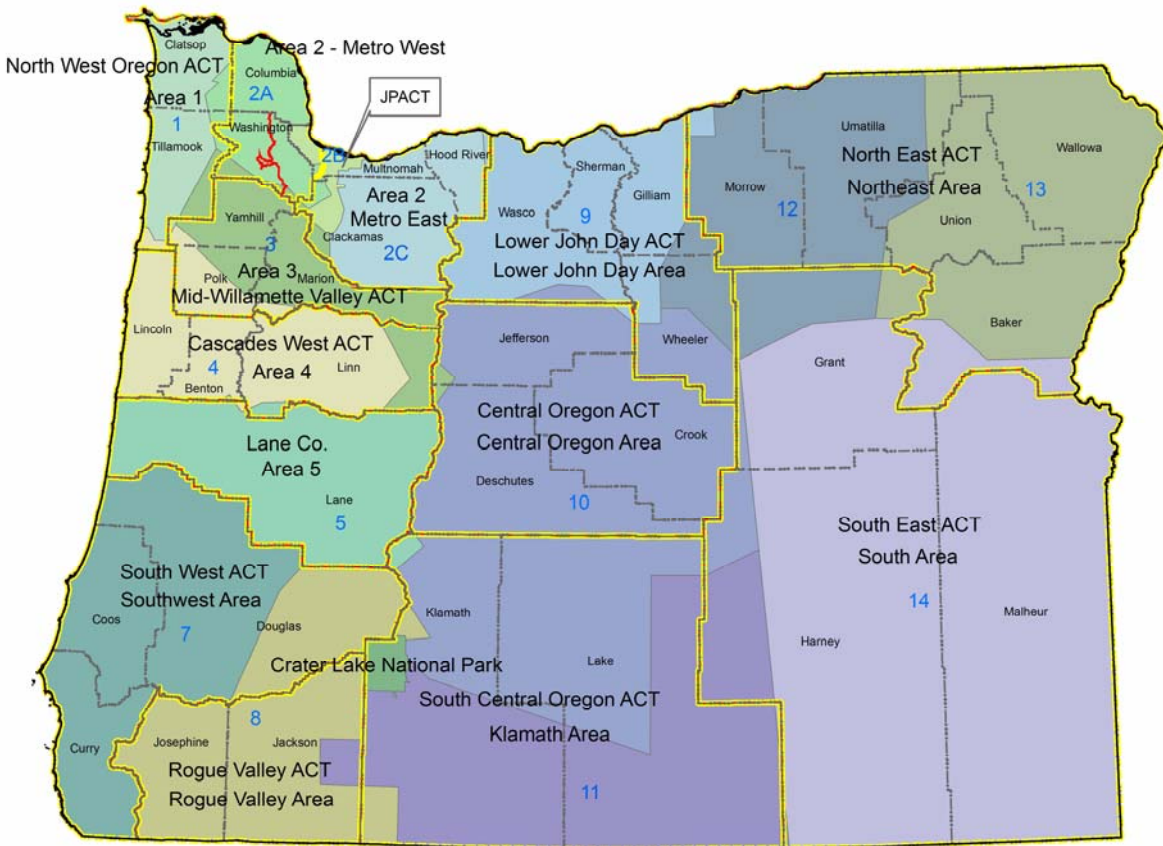 Clatsop
Area 2 - Metro West
North West Oregon ACT
Columbia
Area 1
2A
JPACT
1
Washington
Tillamook
2B
Multnomah
Hood River
Area 2
Metro East
2C
Clackamas
Yamhill
3
Polk
Marion
Area 3
Mid-Willamette Valley ACT
Sherman
Wasco
9
Gilliam
Lower John Day ACT
Lower John Day Area
Umatilla
North East ACT
Wallowa
Morrow
Northeast Area
12
13
Union
Baker
Lincoln
Cascades West ACT
4
Area 4
Linn
Benton
Jefferson
Wheeler
Grant
Central Oregon ACT
Central Oregon Area
Crook
Deschutes
10
Lane Co.
Area 5
Lane
5
South West ACT
Southwest Area
Coos
7
Douglas
Klamath
Lake
South East ACT
South Area
14
Malheur
Harney
Crater Lake National Park
South Central Oregon ACT
Klamath Area
11
8
Curry
Josephine
Jackson
Rogue Valley ACT
Rogue Valley Area